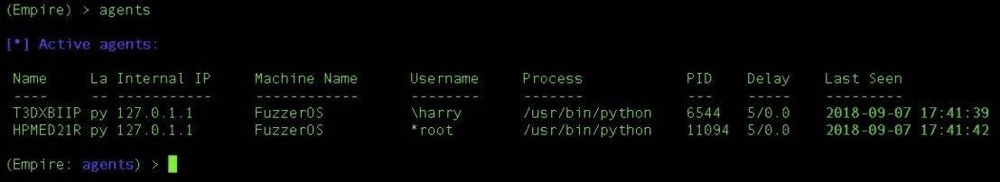 (Empire) > agents
[*] Active agents:
Name La Internal IP Machine Name Username Process PID Delay Last Seen
---- -- ----------- ------------ -------- ------- --- ----- ---------
T3DXBIIP py 127.0.1.1 FuzzerOS \harry /usr/bin/python 6544 5/0.0 2018-09-07 17:41:39
HPMED21R py 127.0.1.1 FuzzerOS *root /usr/bin/python 11094 5/0.0 2018-09-07 17:41:42
(Empire: agents) >